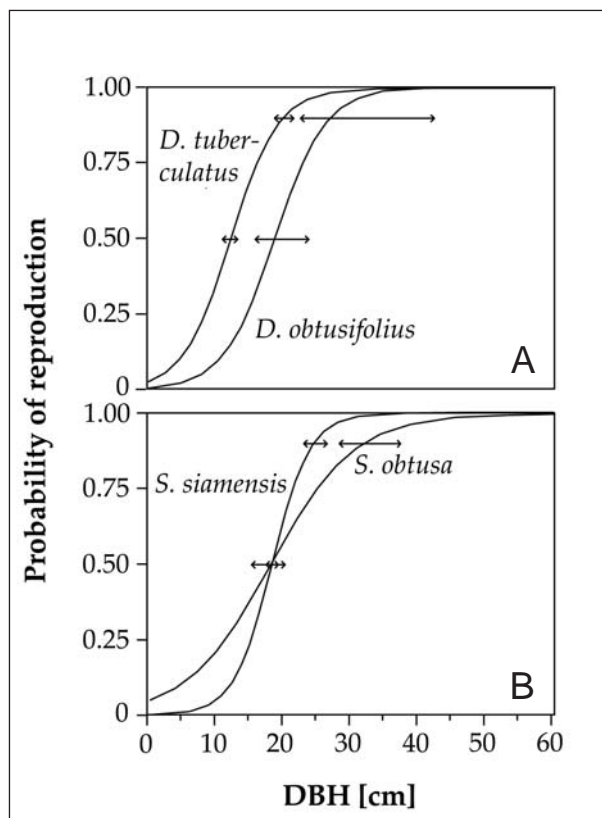 Probability of reproduction
1.00
0.75
0.50
0.25
0
D. tuber-
culatus
D. obtusifolius
A
1.00
0.75
0.50
0.25
0
S. siamensis
S. obtusa
B
0 10 20 30 40 50 60
DBH [cm]